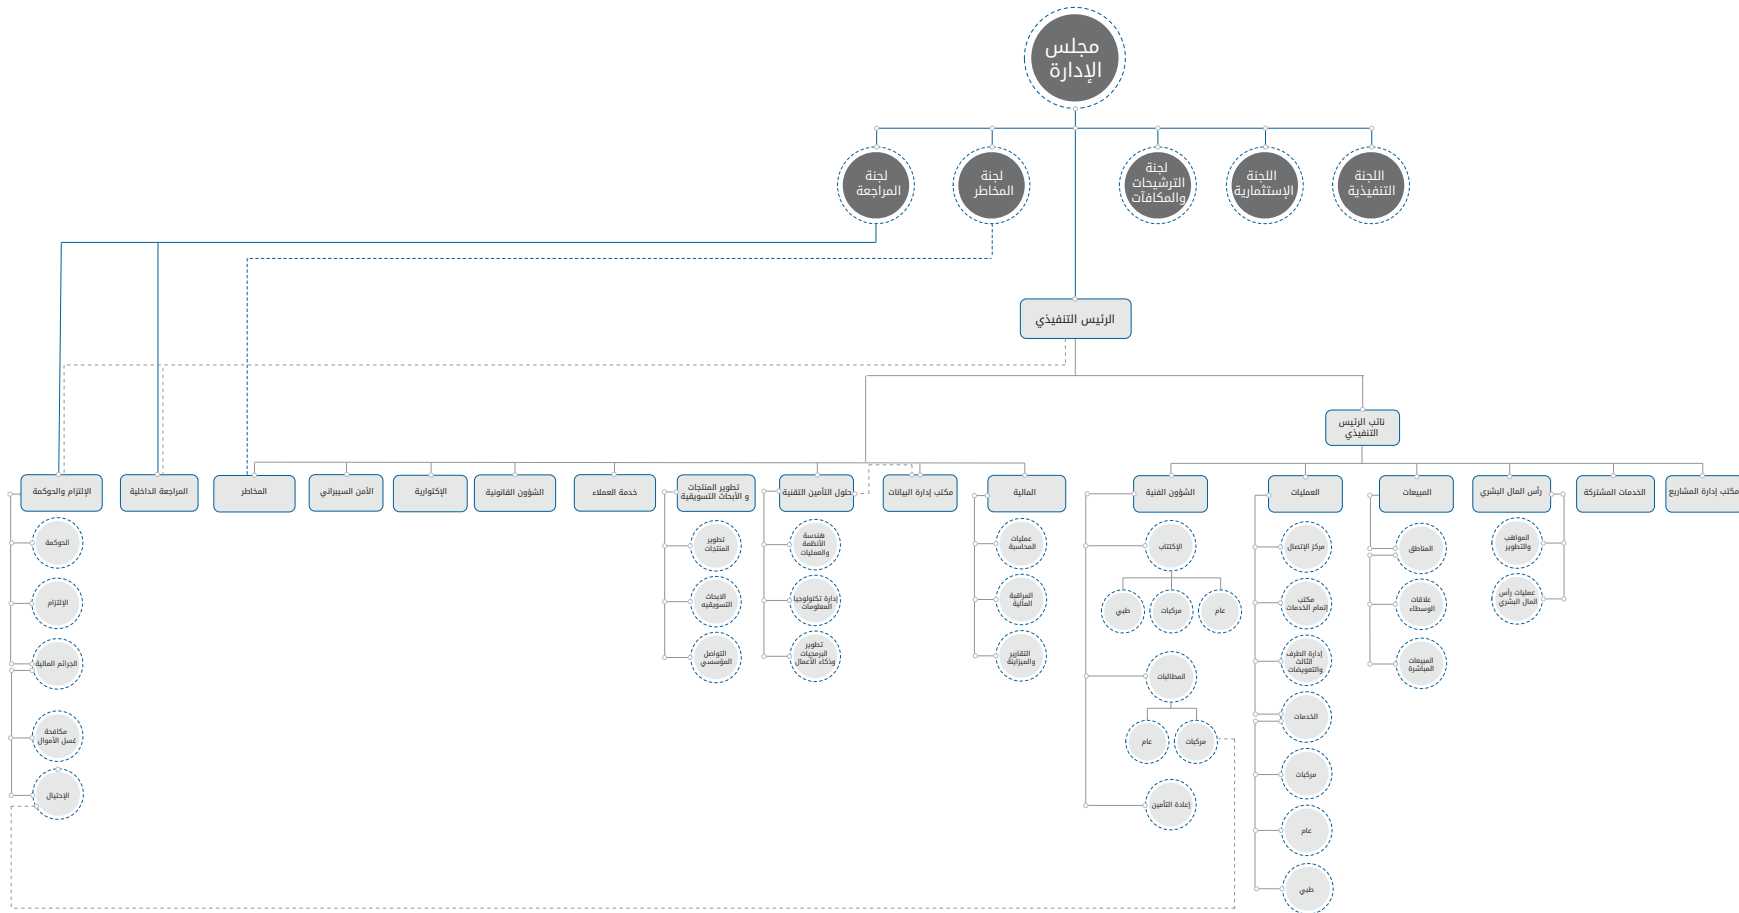 مجلس
الإدارة
اللجنة
التنفيذية
اللجنة
الإستثمارية
لجنة
الترشيحات
والمكافآت
لجنة
المخاطر
لجنة
المراجعة
الرئيس التنفيذي
نائب الرئيس
التنفيذي
مكتب إدارة المشاريع
الخدمات المشتركة
رأس المال البشري
المبيعات
العمليات
الشؤون الفنية
المالية
مكتب إدارة البيانات
حلول التأمين التقنية
تطوير المنتجات
و الأبحاث التسويقية
خدمة العملاء
الشؤون القانونية
الإكتوارية
الأمن السيبراني
المخاطر
المراجعة الداخلية
الإلتزام والحوكمة
المواهب
والتطوير
عمليات رأس
المال البشري
المناطق
علاقات
الوسطاء
المبيعات
المباشرة
مركز الإتصال
مكتب
إتمام الخدمات
إدارة الطرف
الثالث
والتعويضات
الخدمات
مركبات
عام
طبي
الإكتتاب
عام
مركبات
طبي
المطالبات
مركبات
عام
إعادة التأمين
عمليات
المحاسبة
المراقبة
المالية
التقارير
والميزانية
هندسة
الأنظمة
والعمليات
إدارة تكنولوجيا
المعلومات
تطوير
البرمجيات
وذكاء الأعمال
تطوير
المنتجات
الابحاث
التسويقيه
التواصل
المؤسسي
الحوكمة
الإلتزام
الجرائم المالية
مكافحة
غسل الأموال
الإحتيال